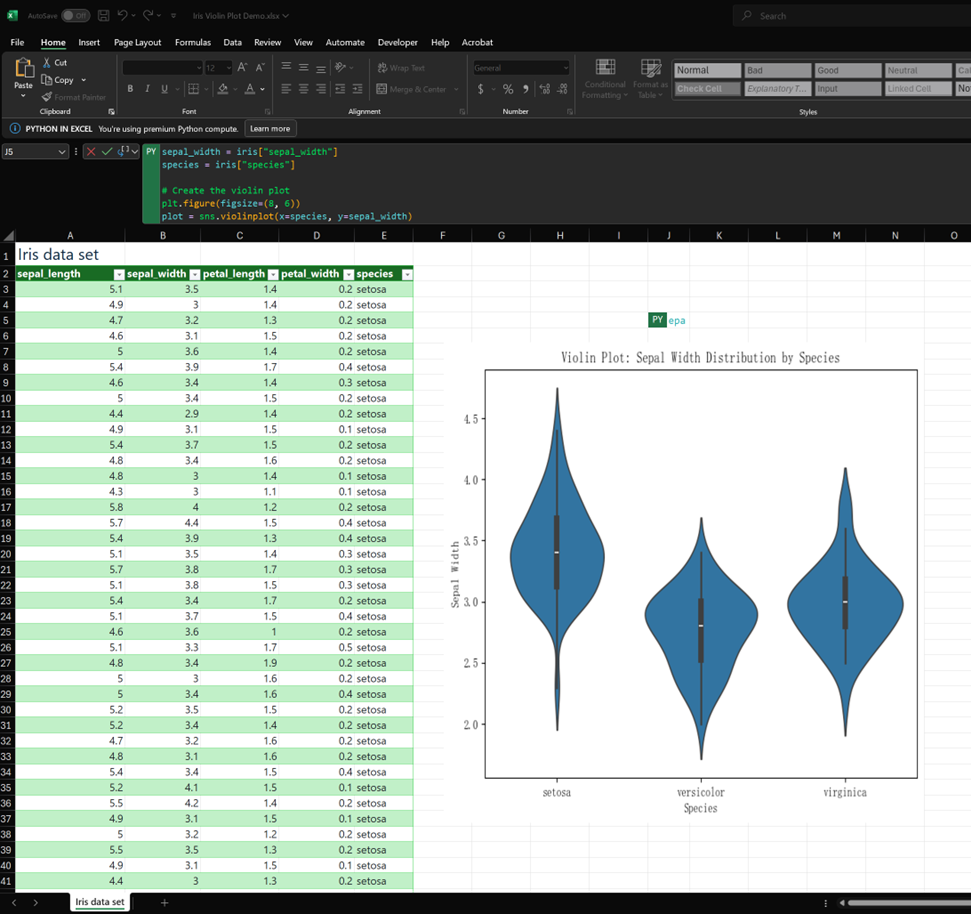 AutoSave Off Iris Violin Plot Demo.xlsx Search
File Home Insert Page Layout Formulas Data Review View Automate Developer Help Acrobat
Paste Cut Copy Format Painter Clipboard
12 A^ A˅ B I U A Font
Wrap Text Merge & Center Alignment
General $ % , Number
Conditional Formatting Format as Table
Normal Bad Good Neutral
Check Cell Explanatory T... Input Linked Cell
Styles
PYTHON IN EXCEL You're using premium Python compute. Learn more
J5 PY sepal_width = iris["sepal_width"]
species = iris["species"]
# Create the violin plot
plt.figure(figsize=(8, 6))
plot = sns.violinplot(x=species, y=sepal_width)
A B C D E F G H I J K L M N O
1 Iris data set
2 sepal_length sepal_width petal_length petal_width species
3 5.1 3.5 1.4 0.2 setosa
4 4.9 3 1.4 0.2 setosa
5 4.7 3.2 1.3 0.2 setosa
6 4.6 3.1 1.5 0.2 setosa
7 5 3.6 1.4 0.2 setosa
8 5.4 3.9 1.7 0.4 setosa
9 4.6 3.4 1.4 0.3 setosa
10 5 3.4 1.5 0.2 setosa
11 4.4 2.9 1.4 0.2 setosa
12 4.9 3.1 1.5 0.1 setosa
13 5.4 3.7 1.5 0.2 setosa
14 4.8 3.4 1.6 0.2 setosa
15 4.8 3 1.4 0.1 setosa
16 4.3 3 1.1 0.1 setosa
17 5.8 4 1.2 0.2 setosa
18 5.7 4.4 1.5 0.4 setosa
19 5.4 3.9 1.3 0.4 setosa
20 5.1 3.5 1.4 0.3 setosa
21 5.7 3.8 1.7 0.3 setosa
22 5.1 3.8 1.5 0.3 setosa
23 5.4 3.4 1.7 0.2 setosa
24 5.1 3.7 1.5 0.4 setosa
25 4.6 3.6 1 0.2 setosa
26 5.1 3.3 1.7 0.5 setosa
27 4.8 3.4 1.9 0.2 setosa
28 5 3 1.6 0.2 setosa
29 5 3.4 1.6 0.4 setosa
30 5.2 3.5 1.5 0.2 setosa
31 5.2 3.4 1.4 0.2 setosa
32 4.7 3.2 1.6 0.2 setosa
33 4.8 3.1 1.6 0.2 setosa
34 5.4 3.4 1.5 0.4 setosa
35 5.2 4.1 1.5 0.1 setosa
36 5.5 4.2 1.4 0.2 setosa
37 4.9 3.1 1.5 0.1 setosa
38 5 3.2 1.2 0.2 setosa
39 5.5 3.5 1.3 0.2 setosa
40 4.9 3.1 1.5 0.1 setosa
41 4.4 3 1.3 0.2 setosa
PY epa
Violin Plot: Sepal Width Distribution by Species
4.5
4.0
3.5
3.0
2.5
2.0
Sepal Width
setosa versicolor virginica
Species
Iris data set